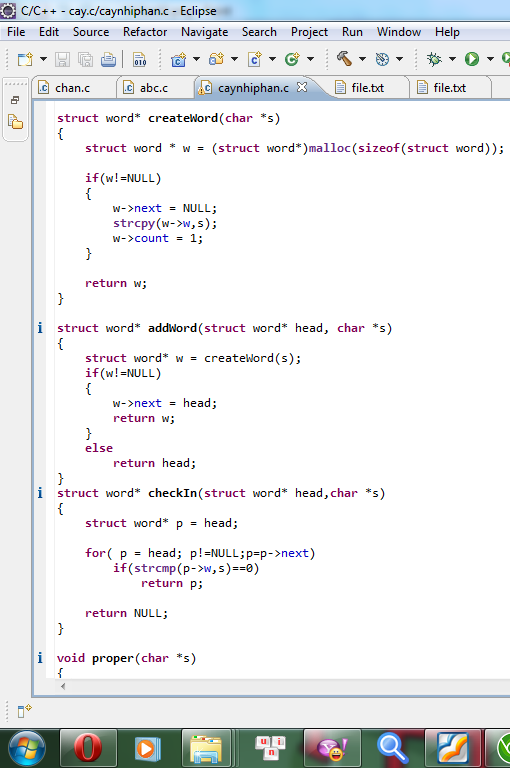 C/C++ - cay.c/caynhiphan.c - Eclipse
File Edit Source Refactor Navigate Search Project Run Window Help
010
chan.c abc.c caynhiphan.c file.txt file.txt
struct word* createWord(char *s)
{
struct word * w = (struct word*)malloc(sizeof(struct word));
if(w!=NULL)
{
w->next = NULL;
strcpy(w->w,s);
w->count = 1;
}
return w;
}
struct word* addWord(struct word* head, char *s)
{
struct word* w = createWord(s);
if(w!=NULL)
{
w->next = head;
return w;
}
else
return head;
}
struct word* checkIn(struct word* head,char *s)
{
struct word* p = head;
for( p = head; p!=NULL;p=p->next)
if(strcmp(p->w,s)==0)
return p;
return NULL;
}
void proper(char *s)
{